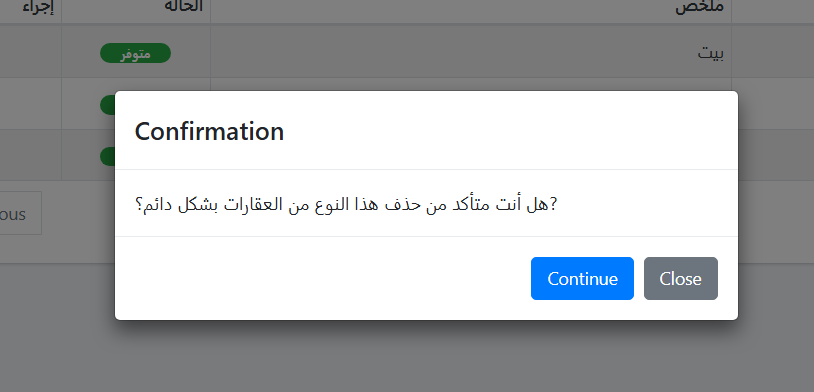 ملخص الحالة إجراء
بيت متوفر
Confirmation
هل أنت متأكد من حذف هذا النوع من العقارات بشكل دائم؟?
ous
Continue Close